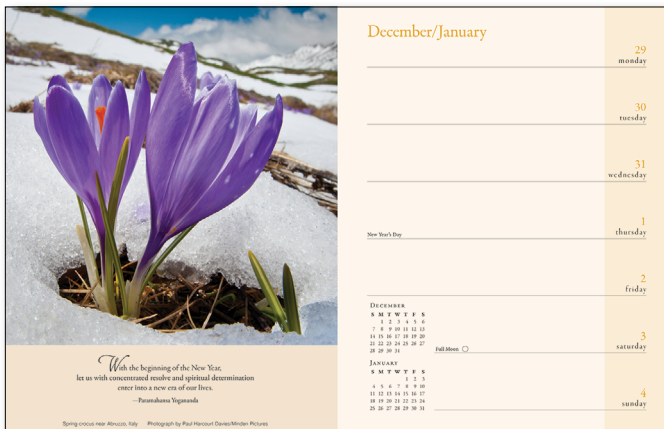 With the beginning of the New Year,
let us with concentrated resolve and spiritual determination
enter into a new era of our lives.
—Paramahansa Yogananda
Spring crocus near Abruzzo, Italy Photograph by Paul Harcourt Davies/Minden Pictures
December/January
29
monday
30
tuesday
31
wednesday
1
thursday
New Year's Day
2
friday
3
saturday
Full Moon
4
sunday
December
S M T W T F S
1 2 3 4 5 6
7 8 9 10 11 12 13
14 15 16 17 18 19 20
21 22 23 24 25 26 27
28 29 30 31
January
S M T W T F S
1 2 3
4 5 6 7 8 9 10
11 12 13 14 15 16 17
18 19 20 21 22 23 24
25 26 27 28 29 30 31